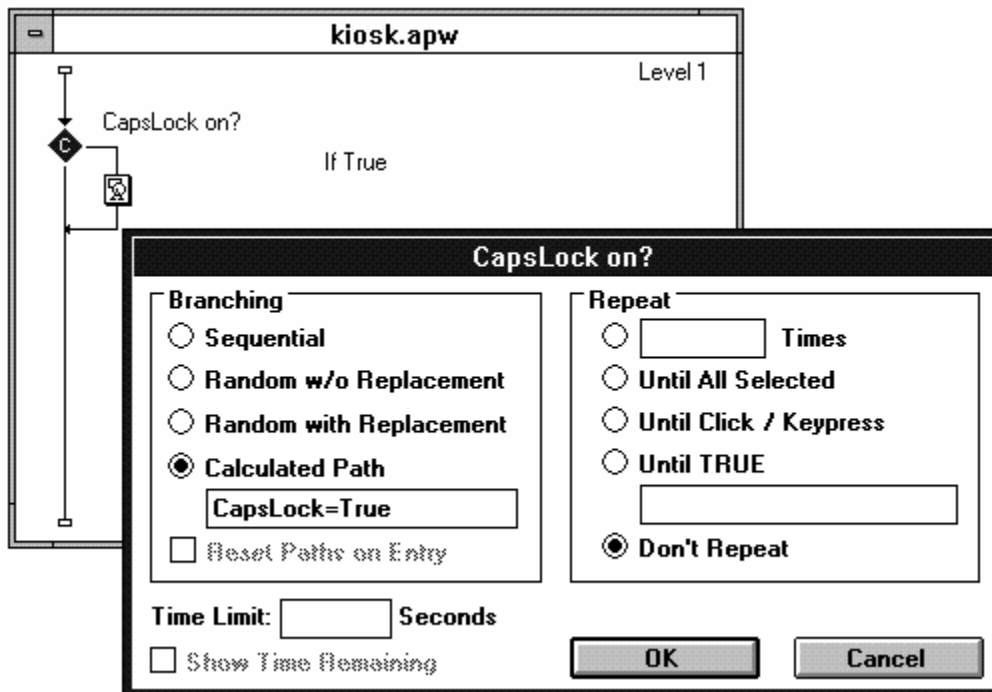 kiosk.apw
Level 1
CapsLock on?
C
If True
CapsLock on?
Branching
Sequential
Random w/o Replacement
Random with Replacement
Calculated Path
CapsLock=True
Reset Paths on Entry
Time Limit: Seconds
Show Time Remaining
Repeat
Times
Until All Selected
Until Click / Keypress
Until TRUE
Don't Repeat
OK
Cancel